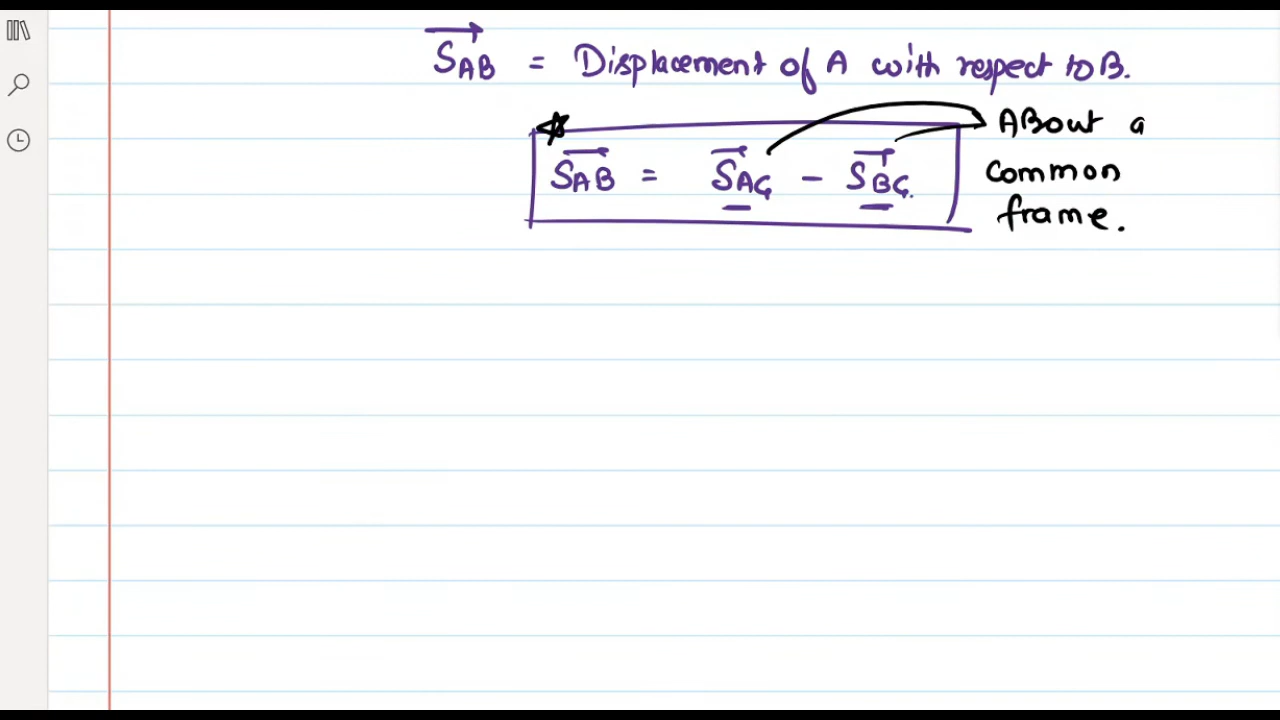 S_AB = Displacement of A with respect to B.
S_AG - S_BG.
S_AB =
ABout a
common
frame.